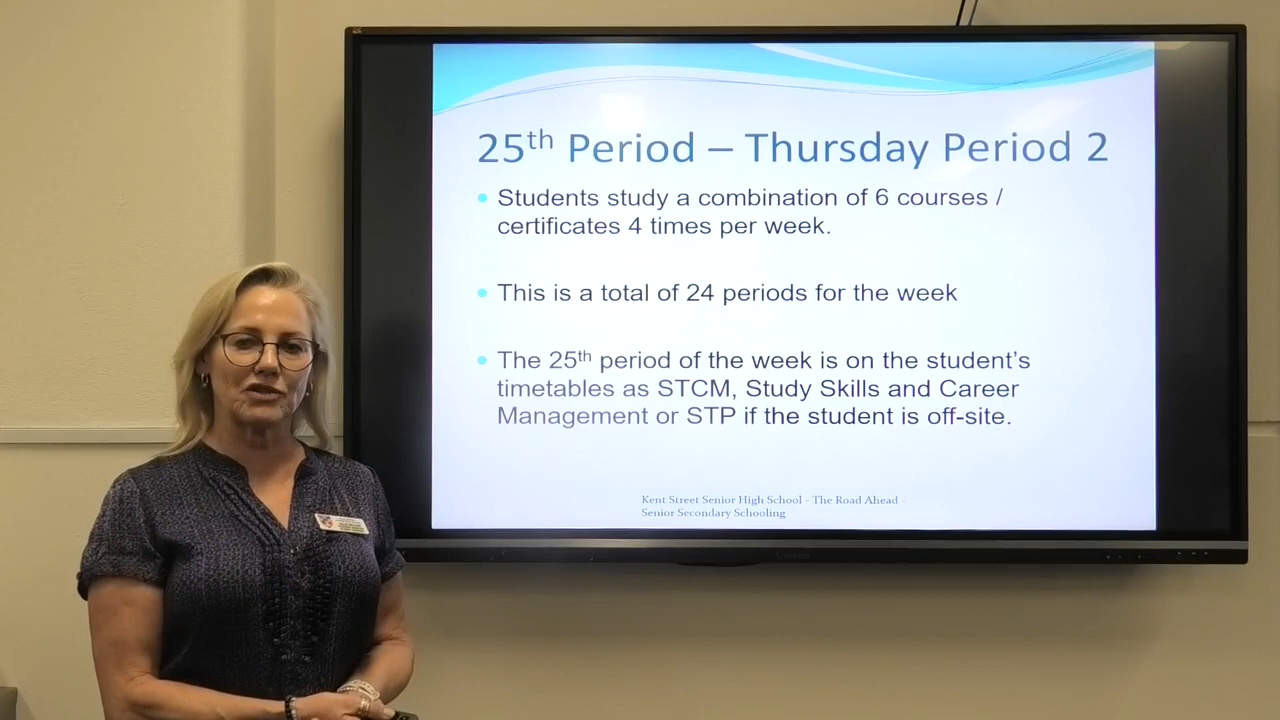 25th Period – Thursday Period 2
• Students study a combination of 6 courses /
certificates 4 times per week.
• This is a total of 24 periods for the week
• The 25th period of the week is on the student's
timetables as STCM, Study Skills and Career
Management or STP if the student is off-site.
Kent Street Senior High School - The Road Ahead -
Senior Secondary Schooling